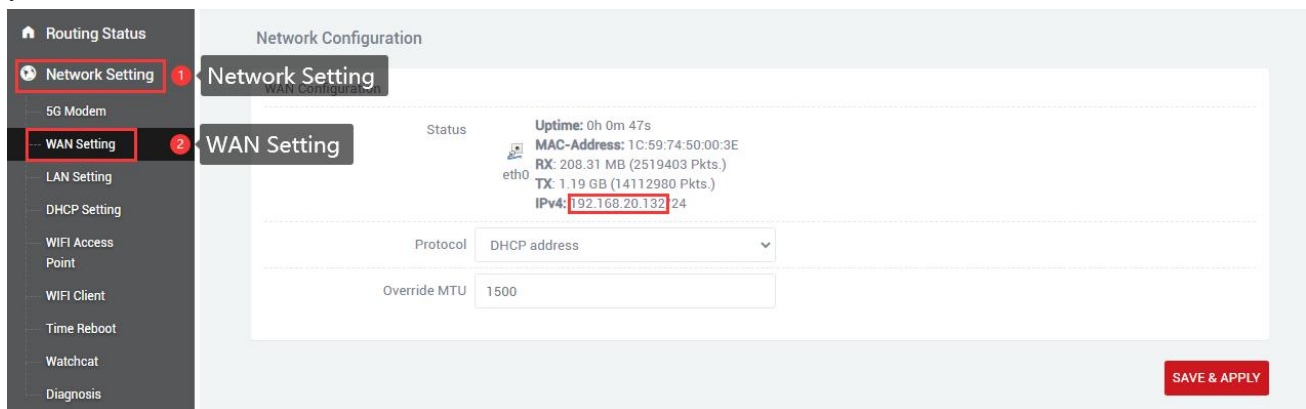 Routing Status
Network Setting
1
Network Setting
5G Modem
WAN Setting
2
WAN Setting
LAN Setting
DHCP Setting
WIFI Access
Point
WIFI Client
Time Reboot
Watchcat
Diagnosis
Network Configuration
WAN Configuration
Status
eth0
Uptime: 0h 0m 47s
MAC-Address: 1C:59:74:50:00:3E
RX: 208.31 MB (2519403 Pkts.)
TX: 1.19 GB (14112980 Pkts.)
IPv4: 192.168.20.132/24
Protocol DHCP address
Override MTU 1500
SAVE & APPLY